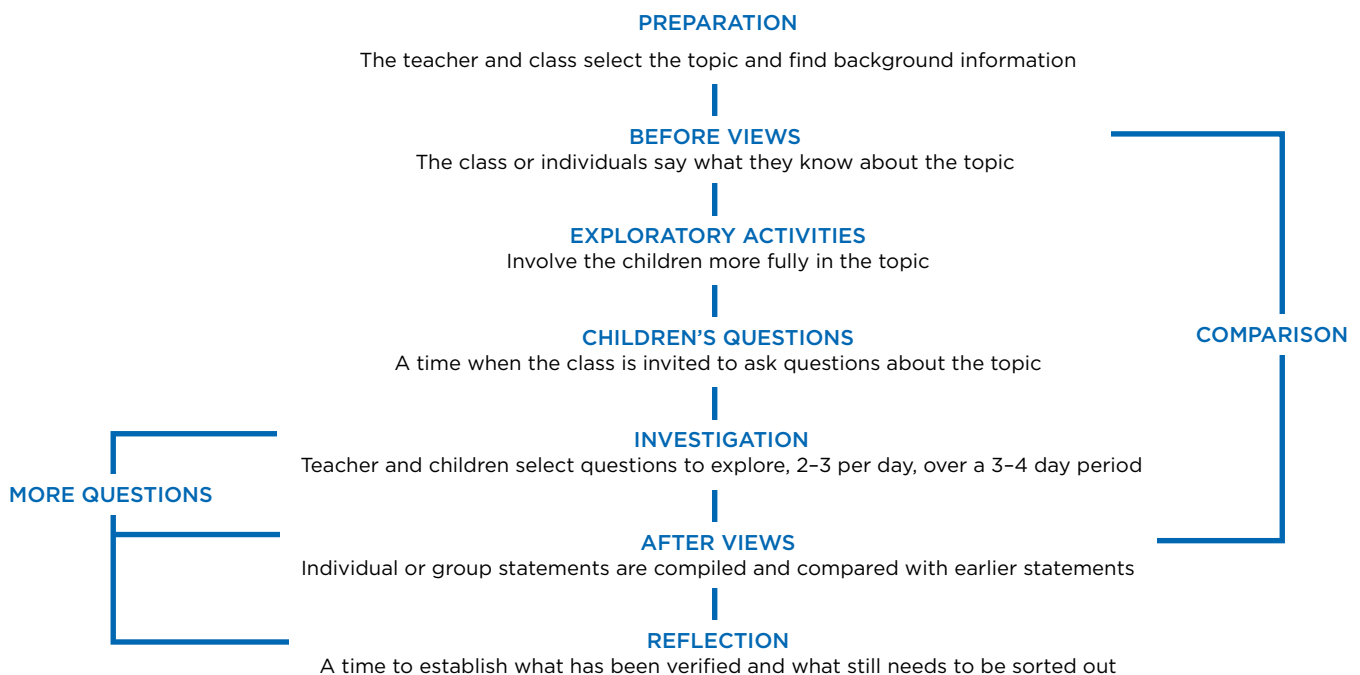 PREPARATION
The teacher and class select the topic and find background information
BEFORE VIEWS
The class or individuals say what they know about the topic
EXPLORATORY ACTIVITIES
Involve the children more fully in the topic
CHILDREN'S QUESTIONS
COMPARISON
A time when the class is invited to ask questions about the topic
INVESTIGATION
Teacher and children select questions to explore, 2–3 per day, over a 3–4 day period
MORE QUESTIONS
AFTER VIEWS
Individual or group statements are compiled and compared with earlier statements
REFLECTION
A time to establish what has been verified and what still needs to be sorted out